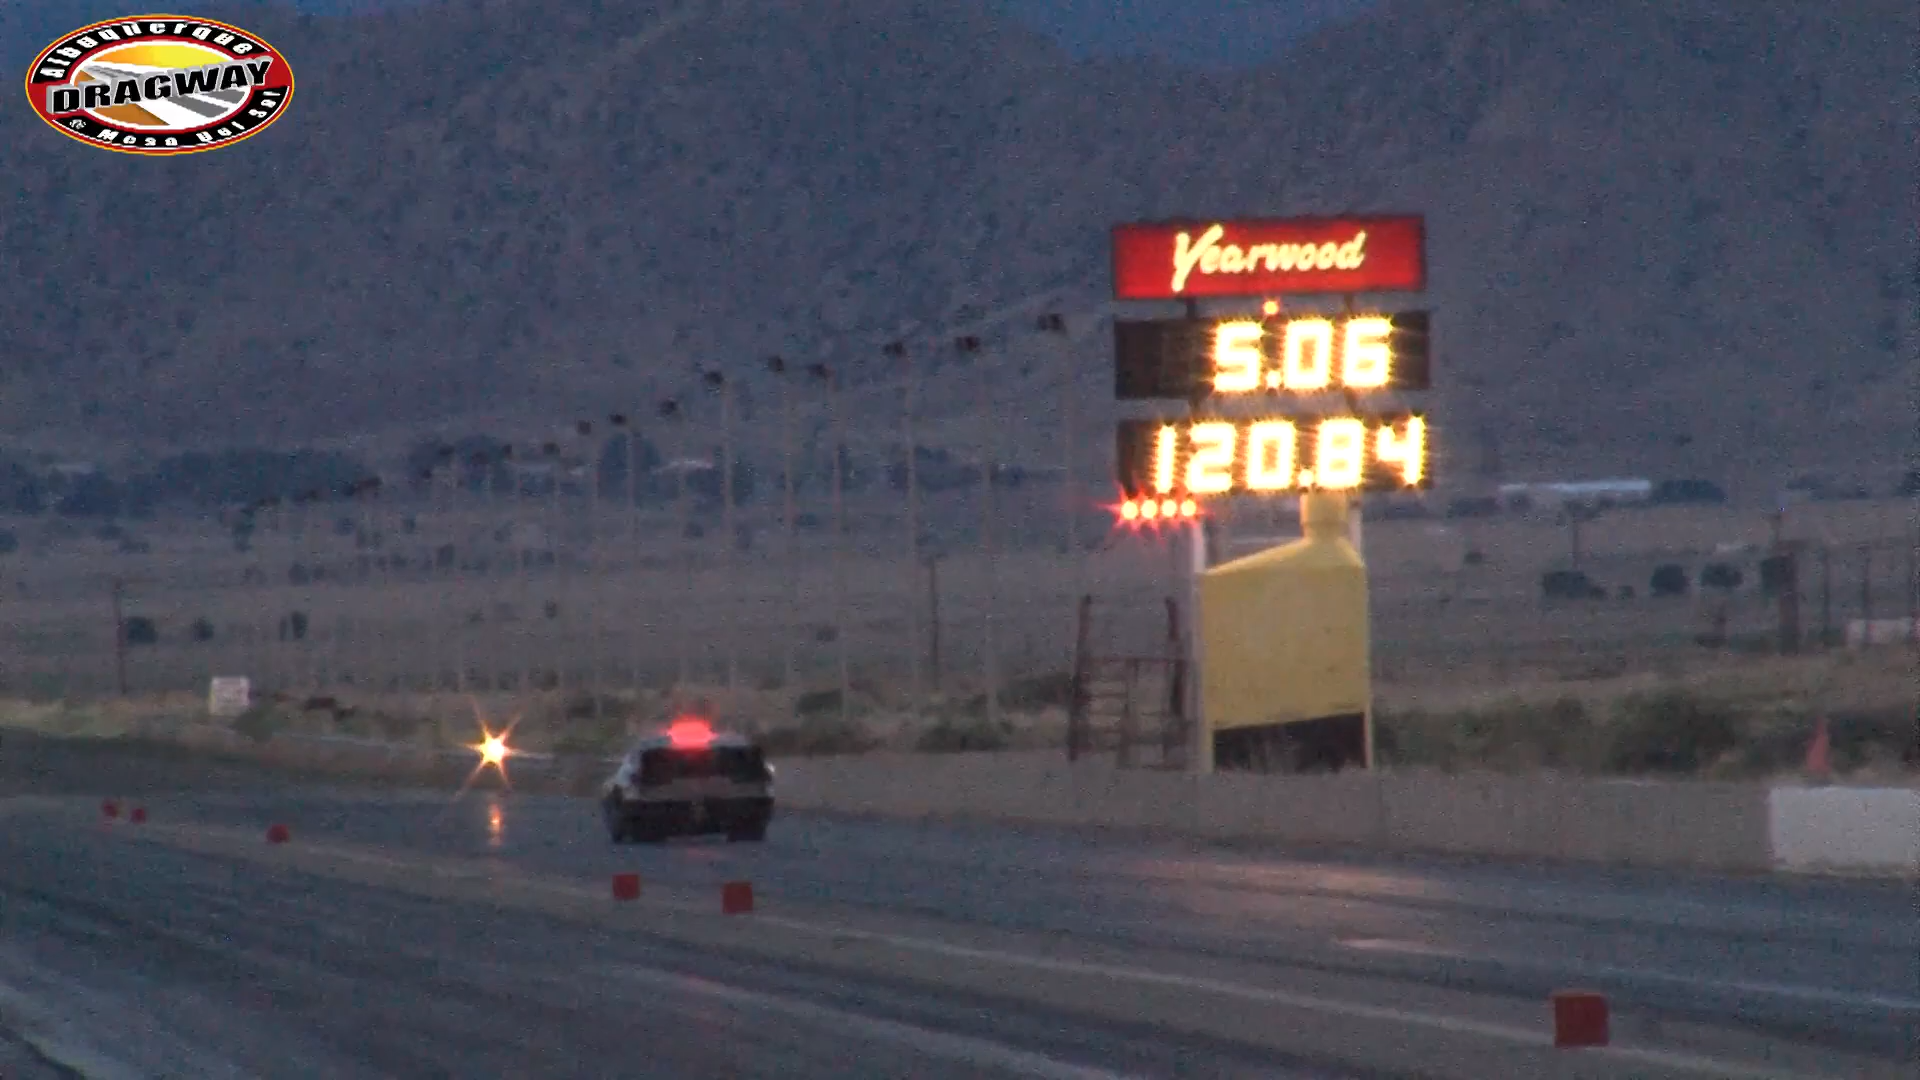 Albuquerque
DRAGWAY
@ Mesa Del Sol
Yearwood
5.06
120.84